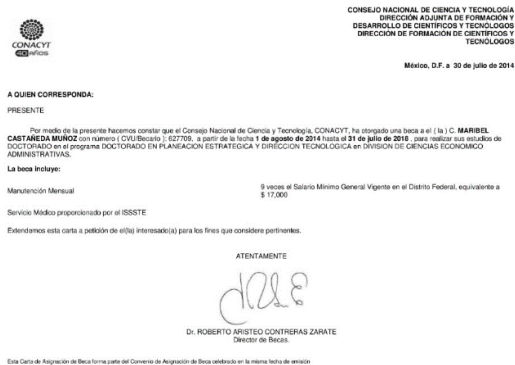 CONACYT
40 AÑOS
CONSEJO NACIONAL DE CIENCIA Y TECNOLOGÍA
DIRECCIÓN ADJUNTA DE FORMACIÓN Y
DESARROLLO DE CIENTÍFICOS Y TECNÓLOGOS
DIRECCIÓN DE FORMACIÓN DE CIENTÍFICOS Y
TECNÓLOGOS
México, D.F. a 30 de julio de 2014
A QUIEN CORRESPONDA:
PRESENTE
Por medio de la presente hacemos constar que el Consejo Nacional de Ciencia y Tecnología, CONACYT, ha otorgado una beca a el ( la ) C. MARIBEL
CASTAÑEDA MUÑOZ con número ( CVU/Becario ): 627709, a partir de la fecha 1 de agosto de 2014 hasta el 31 de julio de 2018 , para realizar sus estudios de
DOCTORADO en el programa DOCTORADO EN PLANEACION ESTRATEGICA Y DIRECCION TECNOLOGICA en DIVISION DE CIENCIAS ECONOMICO
ADMINISTRATIVAS.
La beca incluye:
Manutención Mensual
9 veces el Salario Mínimo General Vigente en el Distrito Federal, equivalente a
$ 17,000
Servicio Médico proporcionado por el ISSSTE
Extendemos esta carta a petición de el(la) interesado(a) para los fines que considere pertinentes.
ATENTAMENTE
Dr. ROBERTO ARISTEO CONTRERAS ZARATE
Director de Becas.
Esta Carta de Asignación de Beca forma parte del Convenio de Asignación de Beca celebrado en la misma fecha de emisión